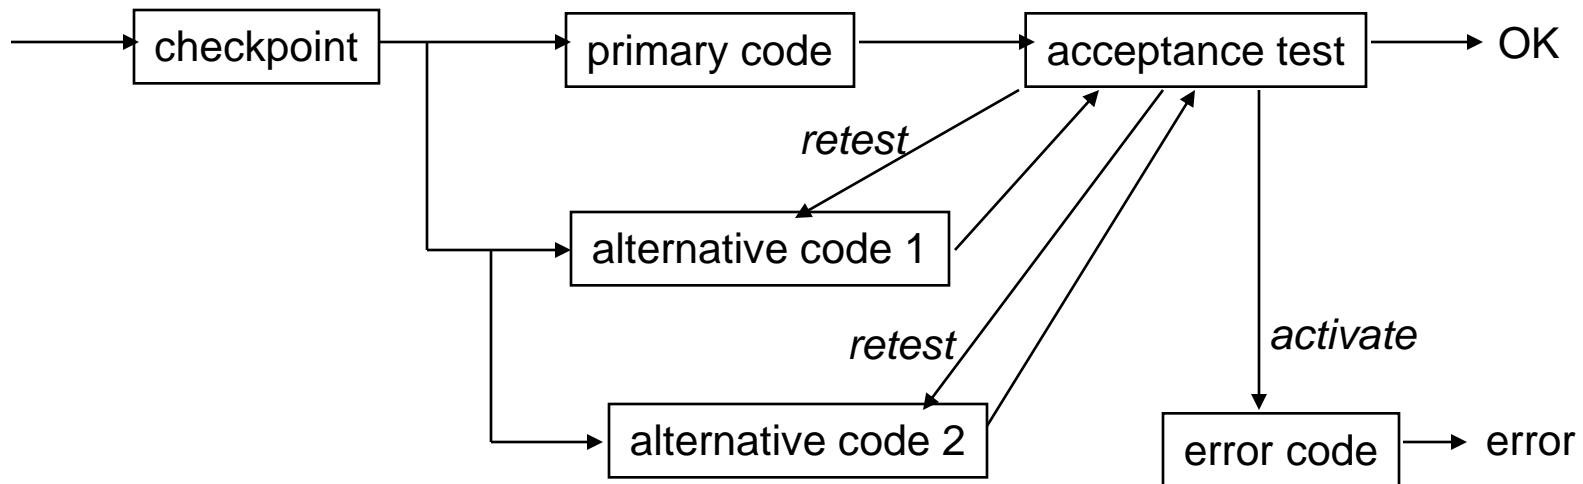 checkpoint
primary code
acceptance test
OK
retest
alternative code 1
retest
activate
alternative code 2
error code
error